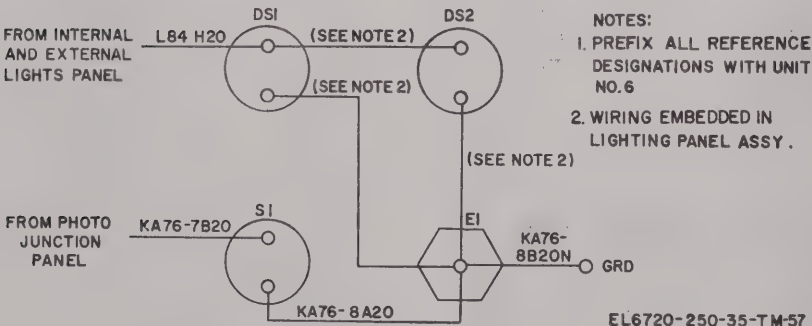 DS1
DS2
FROM INTERNAL
AND EXTERNAL
LIGHTS PANEL
L84 H20
(SEE NOTE 2)
(SEE NOTE 2)
(SEE NOTE 2)
NOTES:
1. PREFIX ALL REFERENCE
DESIGNATIONS WITH UNIT
NO.6
2. WIRING EMBEDDED IN
LIGHTING PANEL ASSY.
FROM PHOTO
JUNCTION
PANEL
KA76-7B20
S1
KA76-8A20
E1
KA76-
8B20N
GRD
EL6720-250-35-TM-57